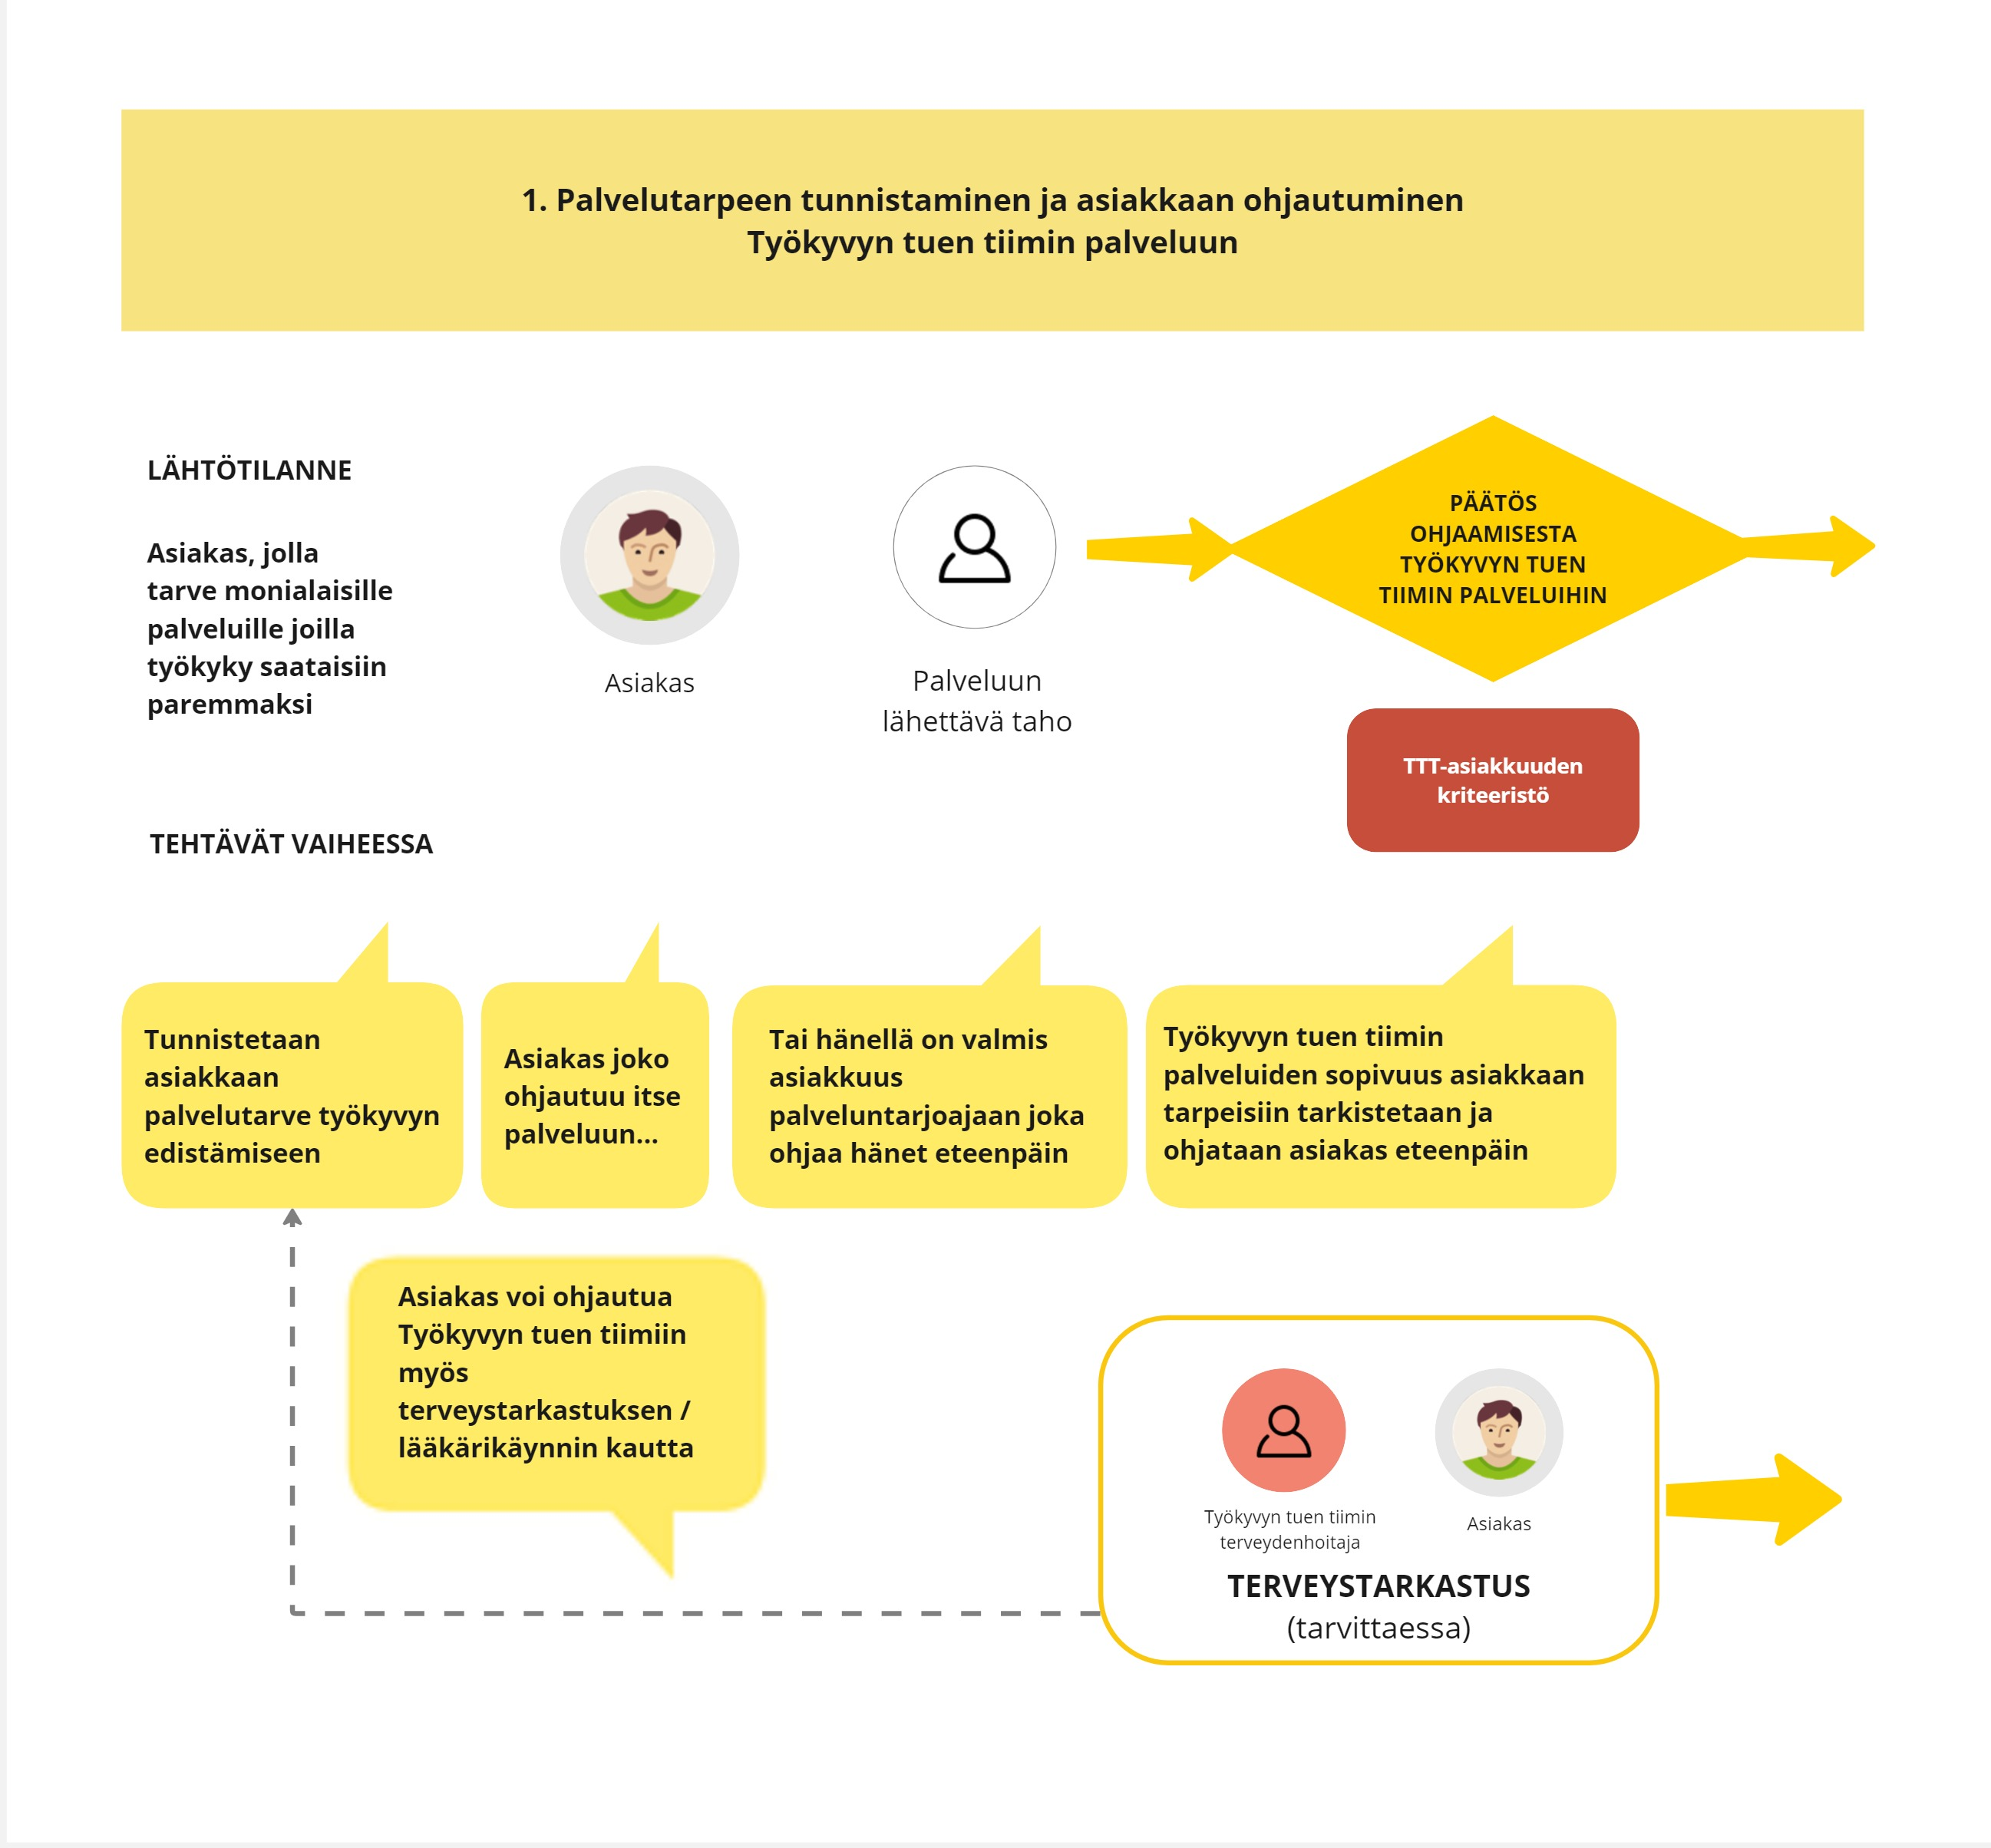 1. Palvelutarpeen tunnistaminen ja asiakkaan ohjautuminen
Työkyvyn tuen tiimin palveluun
LÄHTÖTILANNE
Asiakas, jolla
tarve monialaisille
palveluille joilla
työkyky saataisiin
paremmaksi
Asiakas
Palveluun
lähettävä taho
PÄÄTÖS
OHJAAMISESTA
TYÖKYVYN TUEN
TIIMIN PALVELUIHIN
TTT-asiakkuuden
kriteeristö
TEHTÄVÄT VAIHEESSA
Tunnistetaan
asiakkaan
palvelutarve työkyvyn
edistämiseen
Asiakas joko
ohjautuu itse
palveluun...
Tai hänellä on valmis
asiakkuus
palveluntarjoajaan joka
ohjaa hänet eteenpäin
Työkyvyn tuen tiimin
palveluiden sopivuus asiakkaan
tarpeisiin tarkistetaan ja
ohjataan asiakas eteenpäin
Asiakas voi ohjautua
Työkyvyn tuen tiimiin
myös
terveystarkastuksen /
lääkärikäynnin kautta
Työkyvyn tuen tiimin
terveydenhoitaja
Asiakas
TERVEYSTARKASTUS
(tarvittaessa)